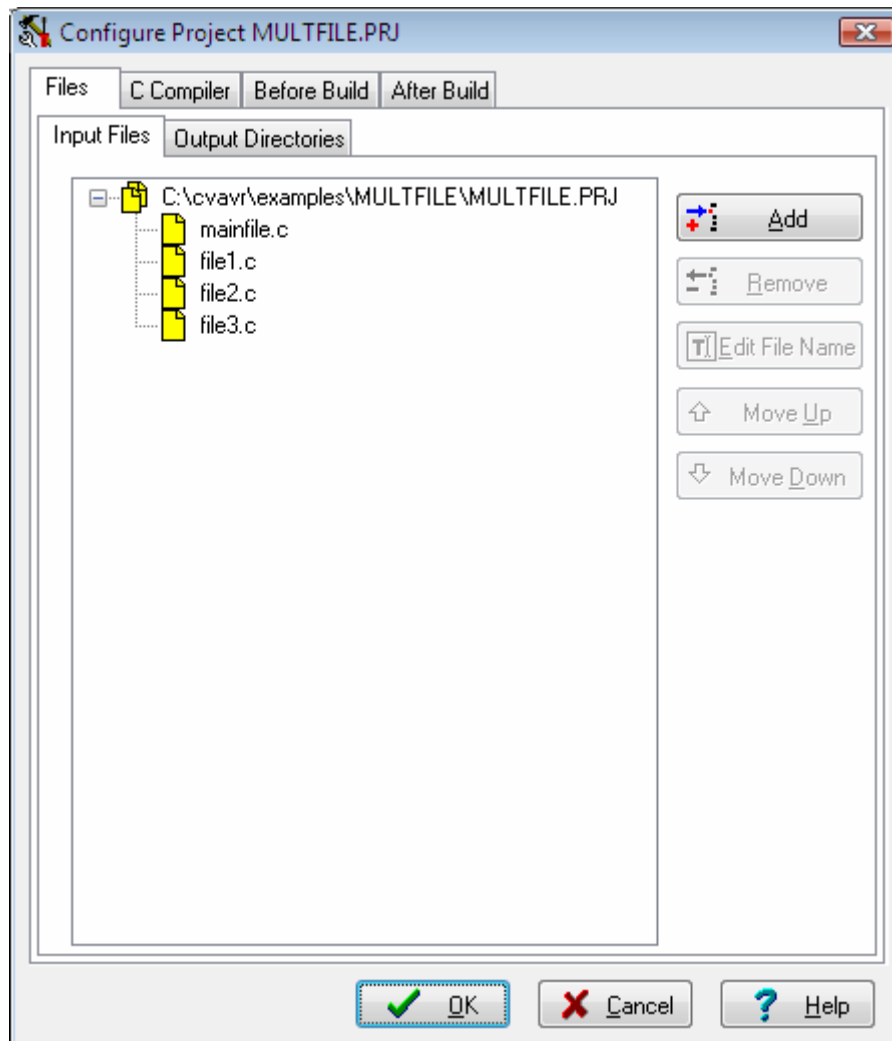 Configure Project MULTFILE.PRJ
Files C Compiler Before Build After Build
Input Files Output Directories
C:\cvavr\examples\MULTFILE\MULTFILE.PRJ
mainfile.c
file1.c
file2.c
file3.c
Add
Remove
Edit File Name
Move Up
Move Down
OK Cancel Help